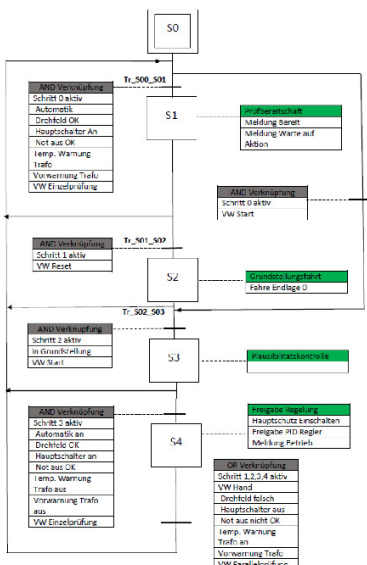 S0
Tr_S00_S01
AND Verknüpfung
Schritt 0 aktiv
Automatik
Drehfeld OK
Hauptschalter An
Not aus OK
Temp. Warnung
Trafo
Vorwarnung Trafo
VW Einzelprüfung
S1
Prüfbereitschaft
Meldung Bereit
Meldung Warte auf
Aktion
AND Verknüpfung
Schritt 0 aktiv
VW Start
AND Verknüpfung
Schritt 1 aktiv
VW Reset
Tr_S01_S02
S2
Grundstellungsfahrt
Fahre Endlage 0
Tr_S02_S03
AND Verknüpfung
Schritt 2 aktiv
In Grundstellung
VW Start
S3
Plausibilitätskontrolle
AND Verknüpfung
Schritt 3 aktiv
Automatik an
Drehfeld OK
Hauptschalter an
Not aus OK
Temp. Warnung
Trafo aus
Vorwarnung Trafo
aus
VW Einzelprüfung
S4
Freigabe Regelung
Hauptschutz Einschalten
Freigabe PID Regler
Meldung Betrieb
OR Verknüpfung
Schritt 1,2,3,4 aktiv
VW Hand
Drehfeld falsch
Hauptschalter aus
Not aus nicht OK
Temp. Warnung
Trafo an
Vorwarnung Trafo
VW Parallelprüfung